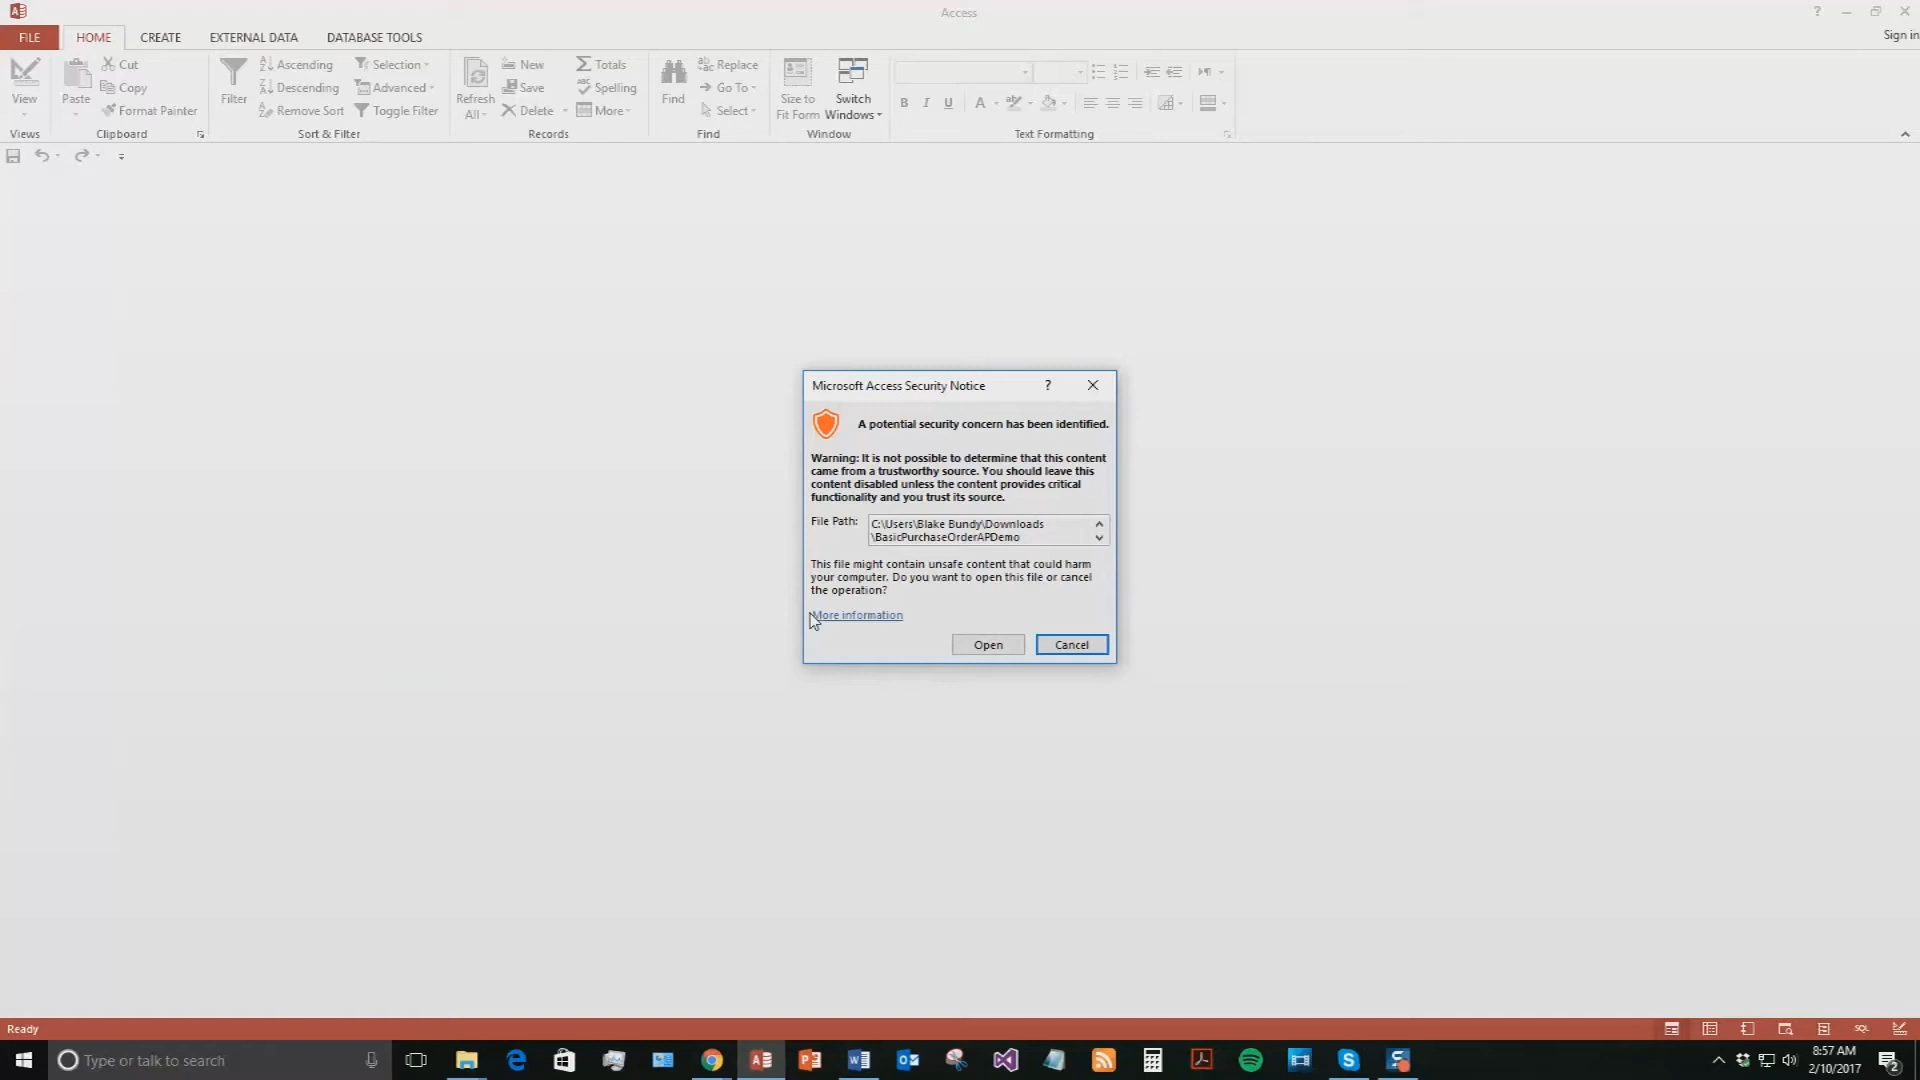 Access
?
FILE
HOME
CREATE
EXTERNAL DATA
DATABASE TOOLS
Sign in
View
Views
Paste
Cut
Copy
Format Painter
Clipboard
Filter
Ascending
Descending
Remove Sort
Selection
Advanced
Toggle Filter
Sort & Filter
Refresh
All
New
Save
Delete
Totals
Spelling
More
Records
Find
Replace
Go To
Select
Find
Size to
Fit Form
Switch
Windows
Window
B I U A
Text Formatting
Microsoft Access Security Notice ?
A potential security concern has been identified.
Warning: It is not possible to determine that this content
came from a trustworthy source. You should leave this
content disabled unless the content provides critical
functionality and you trust its source.
File Path: C:\Users\Blake Bundy\Downloads
\BasicPurchaseOrderAPDemo
This file might contain unsafe content that could harm
your computer. Do you want to open this file or cancel
the operation?
More information
Open Cancel
Ready
SQL
Type or talk to search
8:57 AM
2/10/2017
2